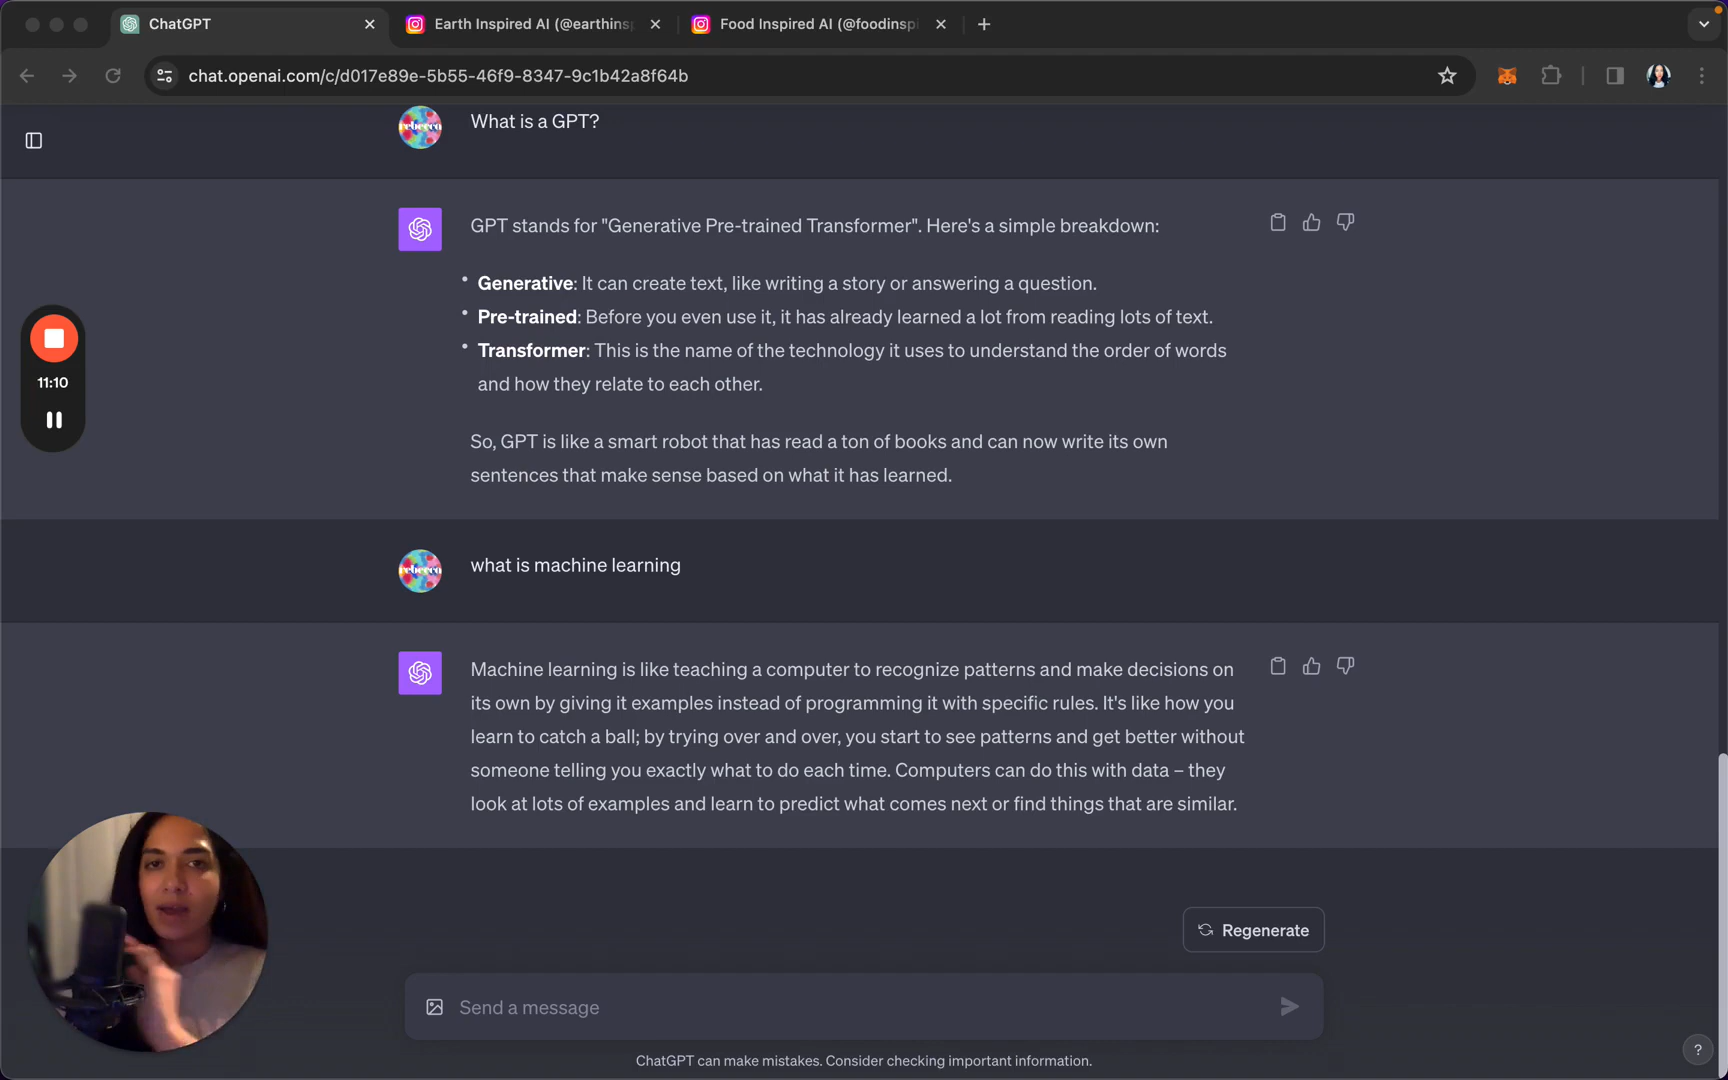 ChatGPT
Earth Inspired AI (@earthins
Food Inspired AI (@foodinspi
chat.openai.com/c/d017e89e-5b55-46f9-8347-9c1b42a8f64b
rebecca
What is a GPT?
GPT stands for "Generative Pre-trained Transformer". Here's a simple breakdown:
• Generative: It can create text, like writing a story or answering a question.
• Pre-trained: Before you even use it, it has already learned a lot from reading lots of text.
• Transformer: This is the name of the technology it uses to understand the order of words
and how they relate to each other.
11:10
So, GPT is like a smart robot that has read a ton of books and can now write its own
sentences that make sense based on what it has learned.
rebecca
what is machine learning
Machine learning is like teaching a computer to recognize patterns and make decisions on
its own by giving it examples instead of programming it with specific rules. It's like how you
learn to catch a ball; by trying over and over, you start to see patterns and get better without
someone telling you exactly what to do each time. Computers can do this with data – they
look at lots of examples and learn to predict what comes next or find things that are similar.
Regenerate
Send a message
ChatGPT can make mistakes. Consider checking important information.
?